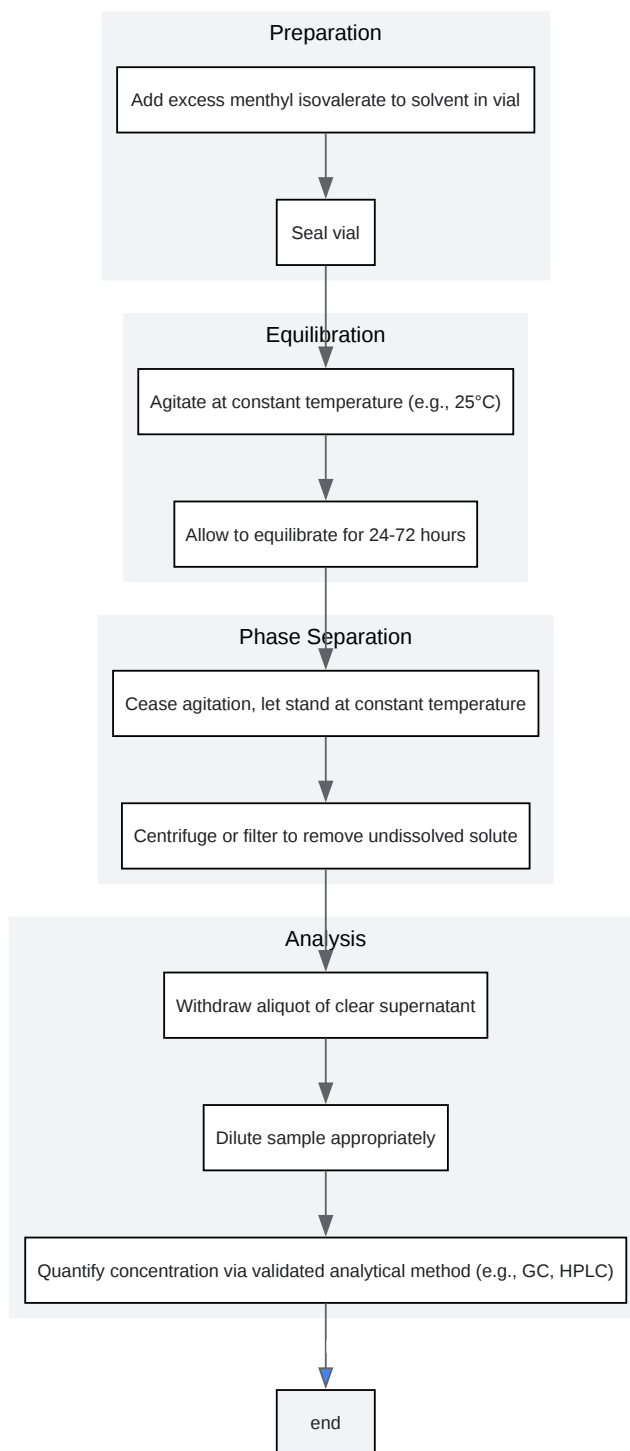 Preparation
Add excess menthyl isovalerate to solvent in vial
Seal vial
Equilibration
Agitate at constant temperature (e.g., 25°C)
Allow to equilibrate for 24-72 hours
Phase Separation
Cease agitation, let stand at constant temperature
Centrifuge or filter to remove undissolved solute
Analysis
Withdraw aliquot of clear supernatant
Dilute sample appropriately
Quantify concentration via validated analytical method (e.g., GC, HPLC)
end